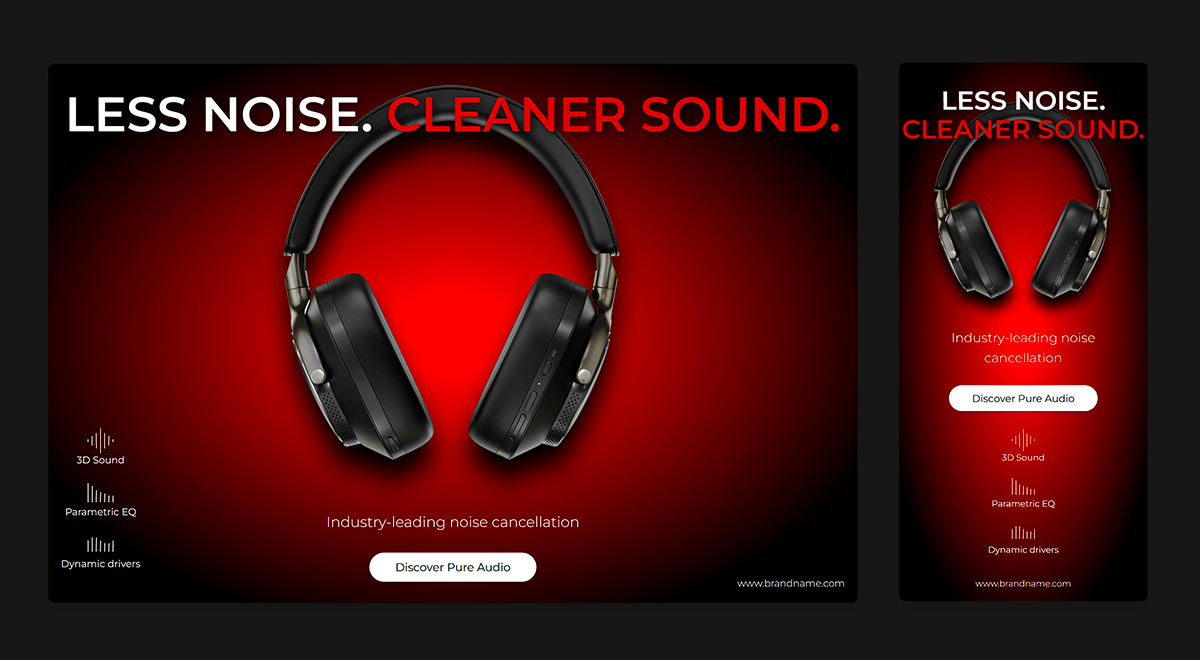 LESS NOISE. CLEANER SOUND.
3D Sound
Parametric EQ
Dynamic drivers
Industry-leading noise cancellation
Discover Pure Audio
www.brandname.com
LESS NOISE.
CLEANER SOUND.
Industry-leading noise
cancellation
Discover Pure Audio
3D Sound
Parametric EQ
Dynamic drivers
www.brandname.com